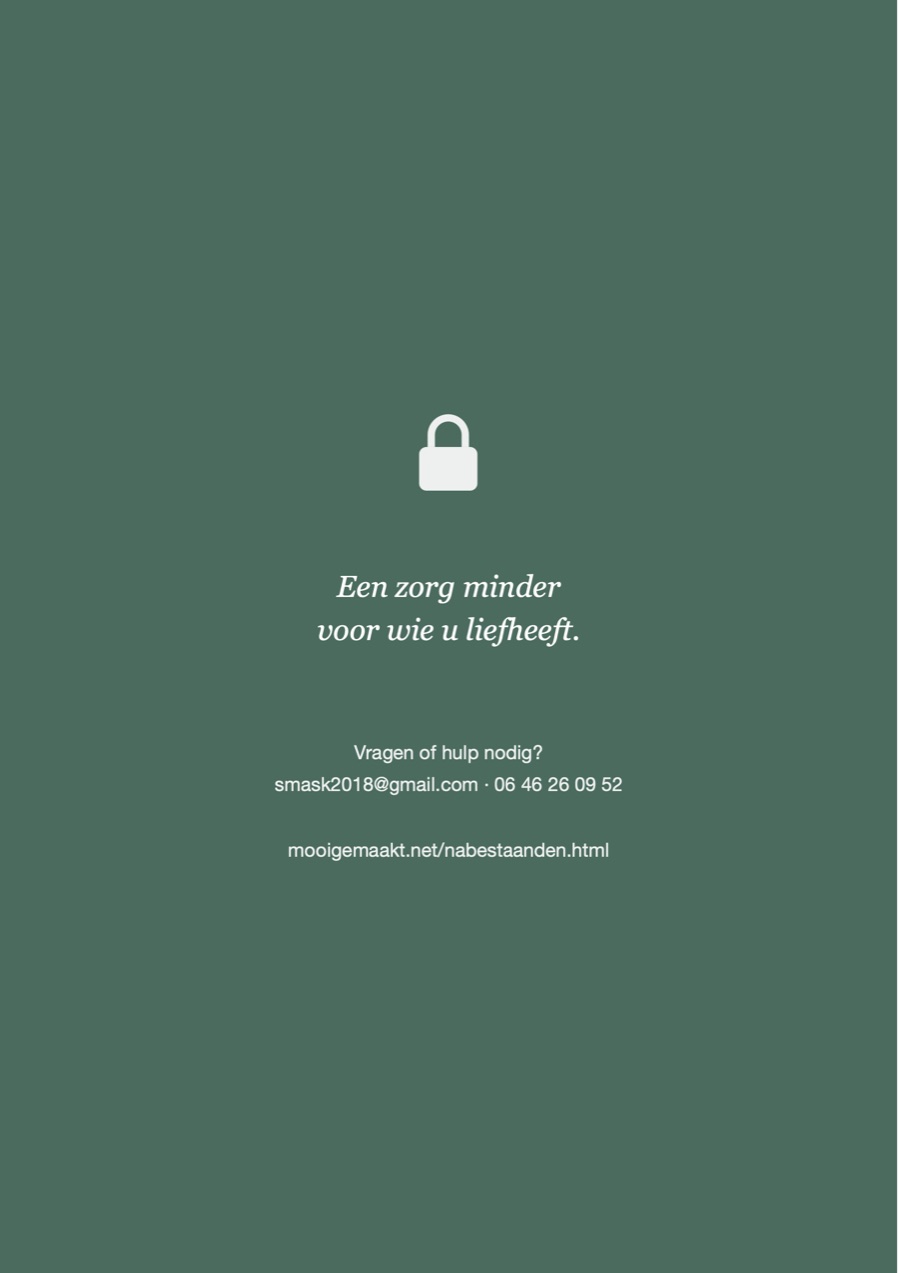 Een zorg minder
voor wie u liefheeft.
Vragen of hulp nodig?
smask2018@gmail.com · 06 46 26 09 52
mooigemaakt.net/nabestaanden.html